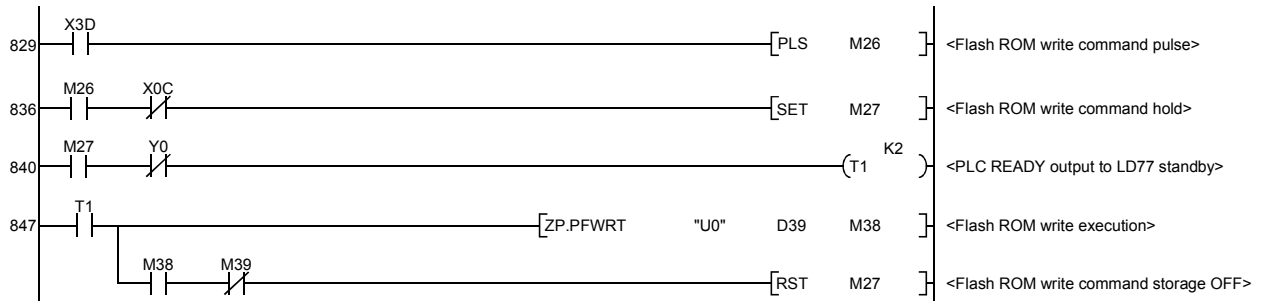 X3D
829 PLS M26 <Flash ROM write command pulse>
M26 X0C
836 SET M27 <Flash ROM write command hold>
M27 Y0 K2
840 T1 <PLC READY output to LD77 standby>
T1
847 ZP.PFWRT "U0" D39 M38 <Flash ROM write execution>
M38 M39
RST M27 <Flash ROM write command storage OFF>